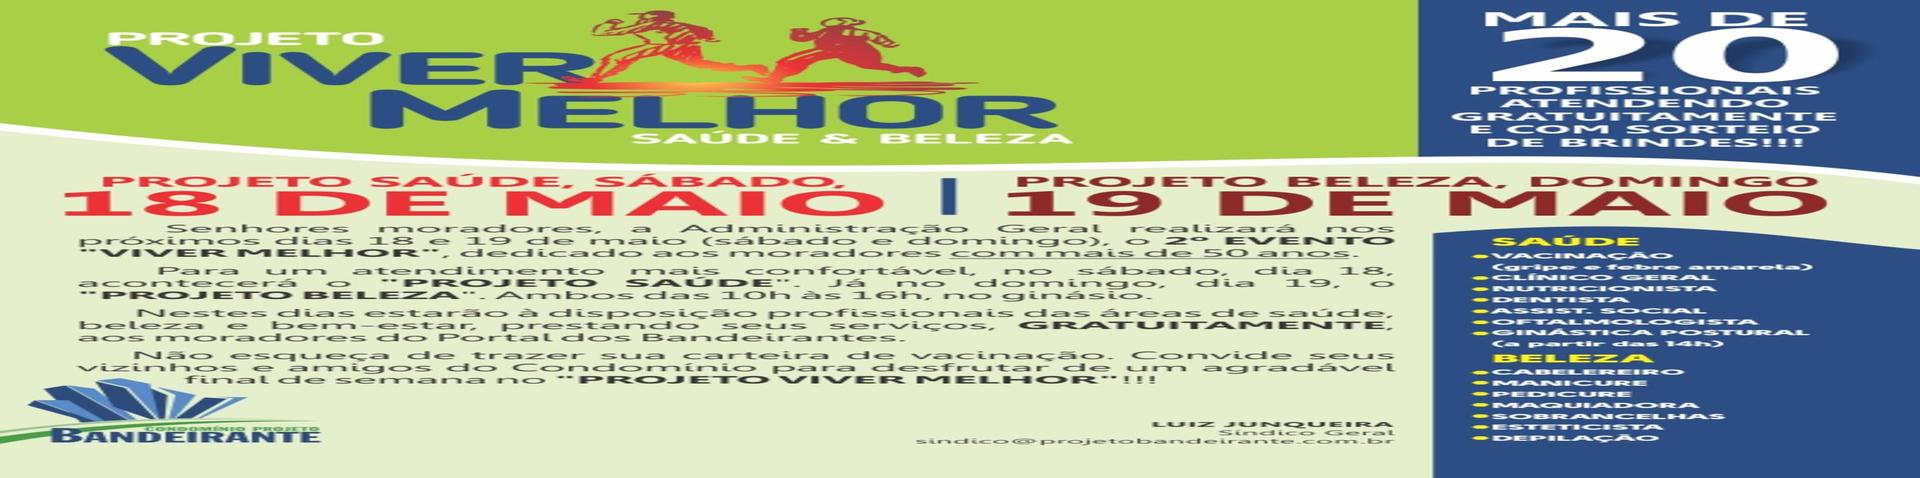 PROJETO
VIVER
MELHOR
SAÚDE & BELEZA
MAIS DE
20
PROFISSIONAIS
ATENDENDO
GRATUITAMENTE
E COM SORTEIO
DE BRINDES!!!
PROJETO SAÚDE, SÁBADO,
18 DE MAIO
PROJETO BELEZA, DOMINGO
19 DE MAIO
Senhores moradores, a Administração Geral realizará nos
próximos dias 18 e 19 de maio (sábado e domingo), o 2º EVENTO
"VIVER MELHOR", dedicado aos moradores com mais de 50 anos.
Para um atendimento mais confortável, no sábado, dia 18,
acontecerá o "PROJETO SAÚDE". Já no domingo, dia 19, o
"PROJETO BELEZA". Ambos das 10h às 16h, no ginásio.
Nestes dias estarão à disposição profissionais das áreas de saúde,
beleza e bem-estar, prestando seus serviços, GRATUITAMENTE,
aos moradores do Portal dos Bandeirantes.
Não esqueça de trazer sua carteira de vacinação. Convide seus
vizinhos e amigos do Condomínio para desfrutar de um agradável
final de semana no "PROJETO VIVER MELHOR"!!!
CONDOMÍNIO PROJETO
BANDEIRANTE
LUIZ JUNQUEIRA
Síndico Geral
sindico@projetobandeirante.com.br
SAÚDE
VACINAÇÃO
(gripe e febre amarela)
CLÍNICO GERAL
NUTRICIONISTA
DENTISTA
ASSIST. SOCIAL
OFTALMOLOGISTA
GINÁSTICA POSTURAL
(a partir das 14h)
BELEZA
CABELEREIRO
MANICURE
PEDICURE
MAQUIADORA
SOBRANCELHAS
ESTETICISTA
DEPILAÇÃO